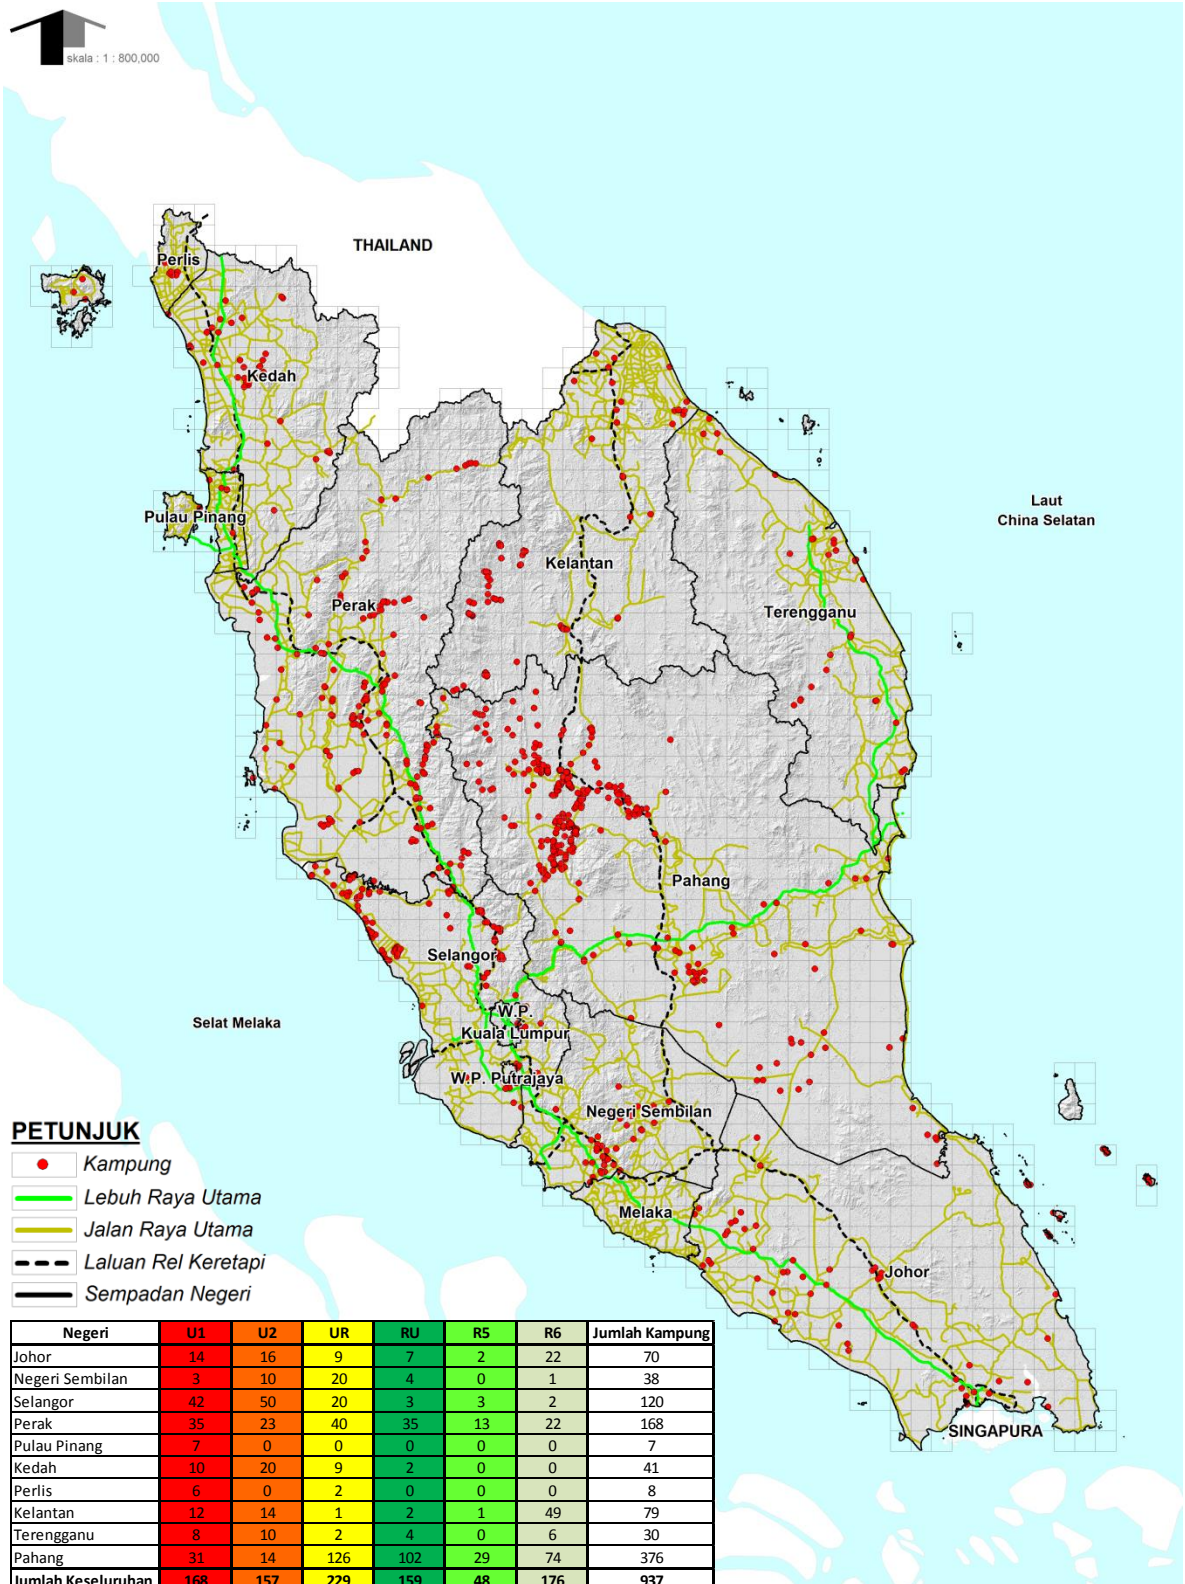 skala : 1 : 800,000
THAILAND
Perlis
Kedah
Laut
China Selatan
Pulau Pinang
Kelantan
Perak
Terengganu
Pahang
Selangor
W.P.
Kuala Lumpur
Selat Melaka
W.P. Putrajaya
Negeri Sembilan
Melaka
Johor
SINGAPURA
PETUNJUK
Kampung
Lebuh Raya Utama
Jalan Raya Utama
Laluan Rel Keretapi
Sempadan Negeri
Negeri U1 U2 UR RU R5 R6 Jumlah Kampung
Johor 14 16 9 7 2 22 70
Negeri Sembilan 3 10 20 4 0 1 38
Selangor 42 50 20 3 3 2 120
Perak 35 23 40 35 13 22 168
Pulau Pinang 7 0 0 0 0 0 7
Kedah 10 20 9 2 0 0 41
Perlis 6 0 2 0 0 0 8
Kelantan 12 14 1 2 1 49 79
Terengganu 8 10 2 4 0 6 30
Pahang 31 14 126 102 29 74 376
Jumlah Keseluruhan 168 157 229 159 48 176 937